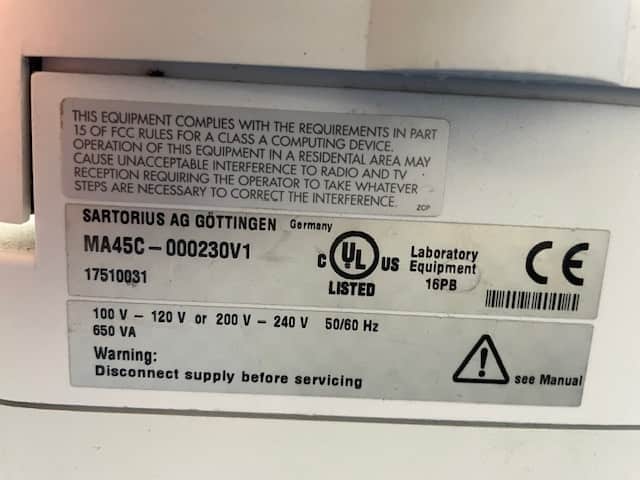 THIS EQUIPMENT COMPLIES WITH THE REQUIREMENTS IN PART
15 OF FCC RULES FOR A CLASS A COMPUTING DEVICE.
OPERATION OF THIS EQUIPMENT IN A RESIDENTAL AREA MAY
CAUSE UNACCEPTABLE INTERFERENCE TO RADIO AND TV
RECEPTION REQUIRING THE OPERATOR TO TAKE WHATEVER
STEPS ARE NECESSARY TO CORRECT THE INTERFERENCE.
ZCP
SARTORIUS AG GÖTTINGEN Germany
MA45C-000230V1
17510031
C UL US
LISTED
Laboratory
Equipment
16PB
CE
100 V - 120 V or 200 V - 240 V 50/60 Hz
650 VA
Warning:
Disconnect supply before servicing
see Manual